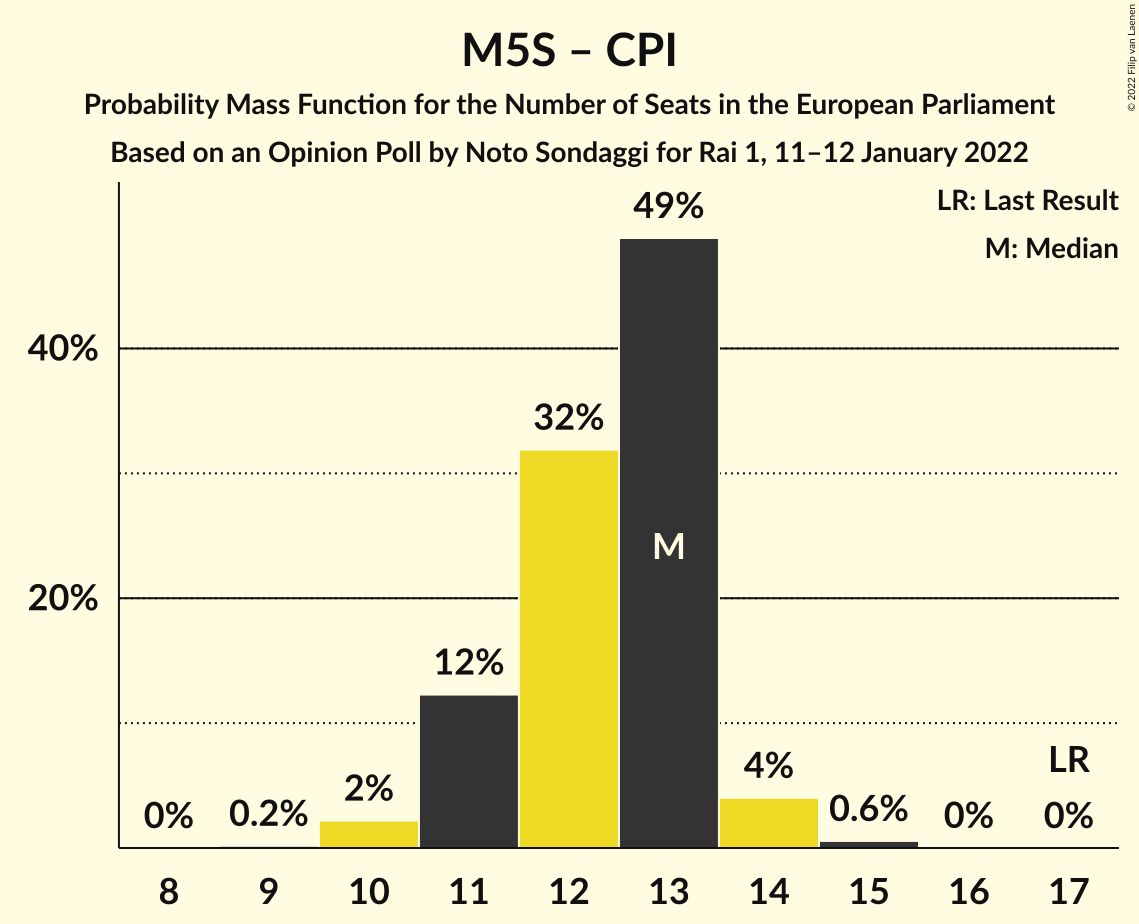 M5S – CPI
Probability Mass Function for the Number of Seats in the European Parliament
Based on an Opinion Poll by Noto Sondaggi for Rai 1, 11–12 January 2022
© 2022 Filip van Laenen
LR: Last Result
M: Median
49%
40%
32%
M
20%
12%
LR
4%
2%
0.6%
0.2%
0%
0%
0%
8 9 10 11 12 13 14 15 16 17